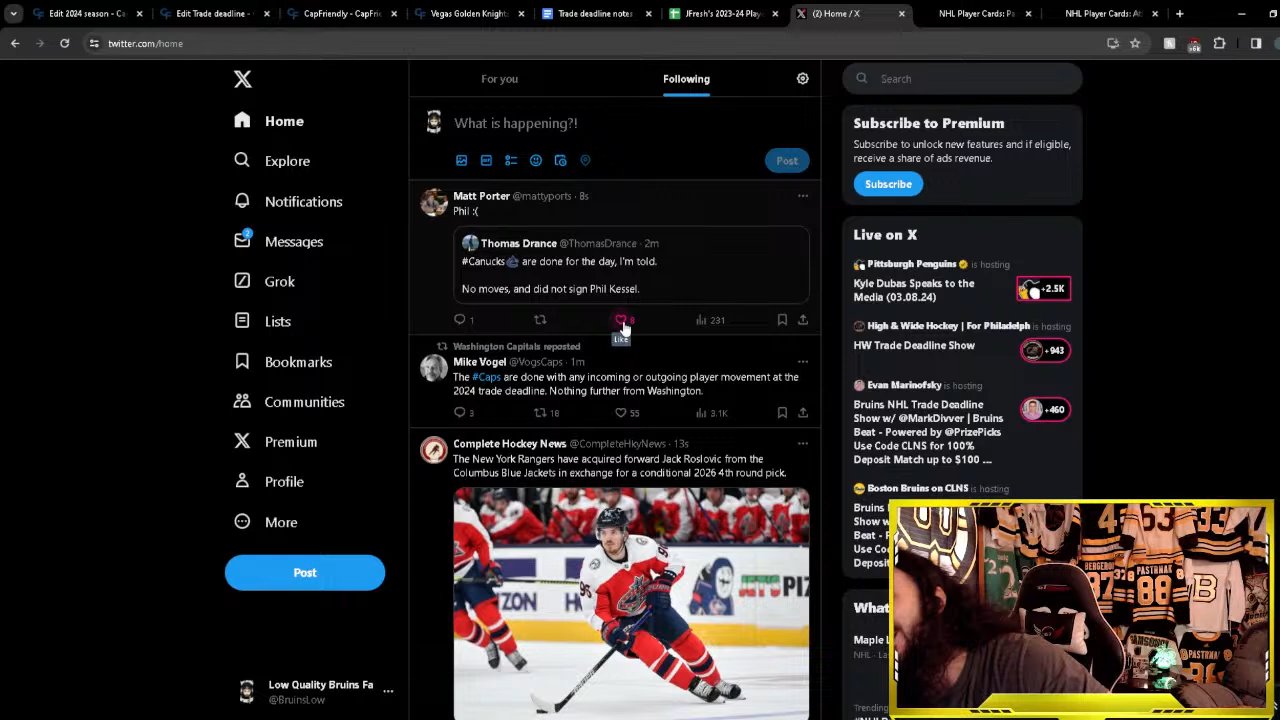 Edit 2024 season - Ca
Edit Trade deadline -
CapFriendly - CapFri
Vegas Golden Knight
Trade deadline notes
JFresh's 2023-24 Play
(2) Home / X
NHL Player Cards: Pa
NHL Player Cards: At
twitter.com/home
For you
Following
Search
Home
Explore
Notifications
2
Messages
Grok
Lists
Bookmarks
Communities
Premium
Profile
More
Post
Low Quality Bruins Fa
@BruinsLow
What is happening?!
Post
Matt Porter @mattyports · 8s
Phil :(
Thomas Drance @ThomasDrance · 2m
#Canucks are done for the day, I'm told.
No moves, and did not sign Phil Kessel.
1 8 231
Like
Washington Capitals reposted
Mike Vogel @VogsCaps · 1m
The #Caps are done with any incoming or outgoing player movement at the
2024 trade deadline. Nothing further from Washington.
3 18 55 3.1K
Complete Hockey News @CompleteHkyNews · 13s
The New York Rangers have acquired forward Jack Roslovic from the
Columbus Blue Jackets in exchange for a conditional 2026 4th round pick.
Subscribe to Premium
Subscribe to unlock new features and if eligible,
receive a share of ads revenue.
Subscribe
Live on X
Pittsburgh Penguins is hosting
Kyle Dubas Speaks to the
Media (03.08.24)
+2.5K
High & Wide Hockey | For Philadelph is hosting
HW Trade Deadline Show
+943
Evan Marinofsky is hosting
Bruins NHL Trade Deadline
Show w/ @MarkDivver | Bruins
Beat - Powered by @PrizePicks
Use Code CLNS for 100%
Deposit Match up to $100 ...
+460
Boston Bruins on CLNS is hosting
Bruins
Show
Beat
Use
Depo
What
Maple L
NHL · La
Trending
PASTRNAK
88
BERGERON
37
B